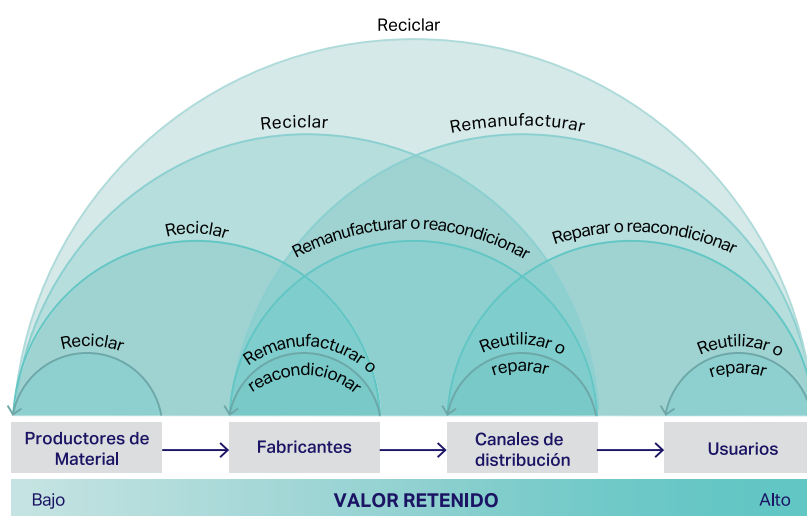 Reciclar
Reciclar
Remanufacturar
Reciclar
Remanufacturar o reacondicionar
Reparar o reacondicionar
Reciclar
Remanufacturar o
reacondicionar
Reutilizar o
reparar
Reutilizar o
reparar
Productores de
Material
Fabricantes
Canales de
distribución
Usuarios
Bajo
VALOR RETENIDO
Alto